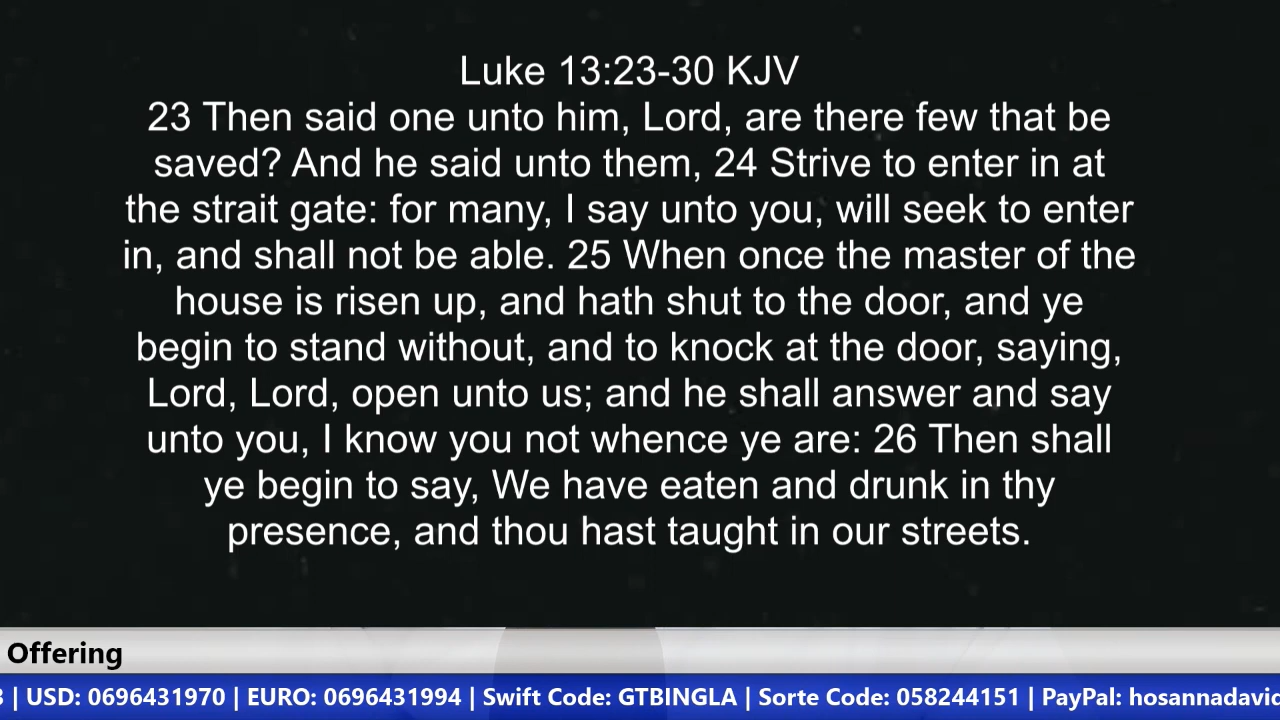 Luke 13:23-30 KJV
23 Then said one unto him, Lord, are there few that be
saved? And he said unto them, 24 Strive to enter in at
the strait gate: for many, I say unto you, will seek to enter
in, and shall not be able. 25 When once the master of the
house is risen up, and hath shut to the door, and ye
begin to stand without, and to knock at the door, saying,
Lord, Lord, open unto us; and he shall answer and say
unto you, I know you not whence ye are: 26 Then shall
ye begin to say, We have eaten and drunk in thy
presence, and thou hast taught in our streets.
Offering
| USD: 0696431970 | EURO: 0696431994 | Swift Code: GTBINGLA | Sorte Code: 058244151 | PayPal: hosannadavid